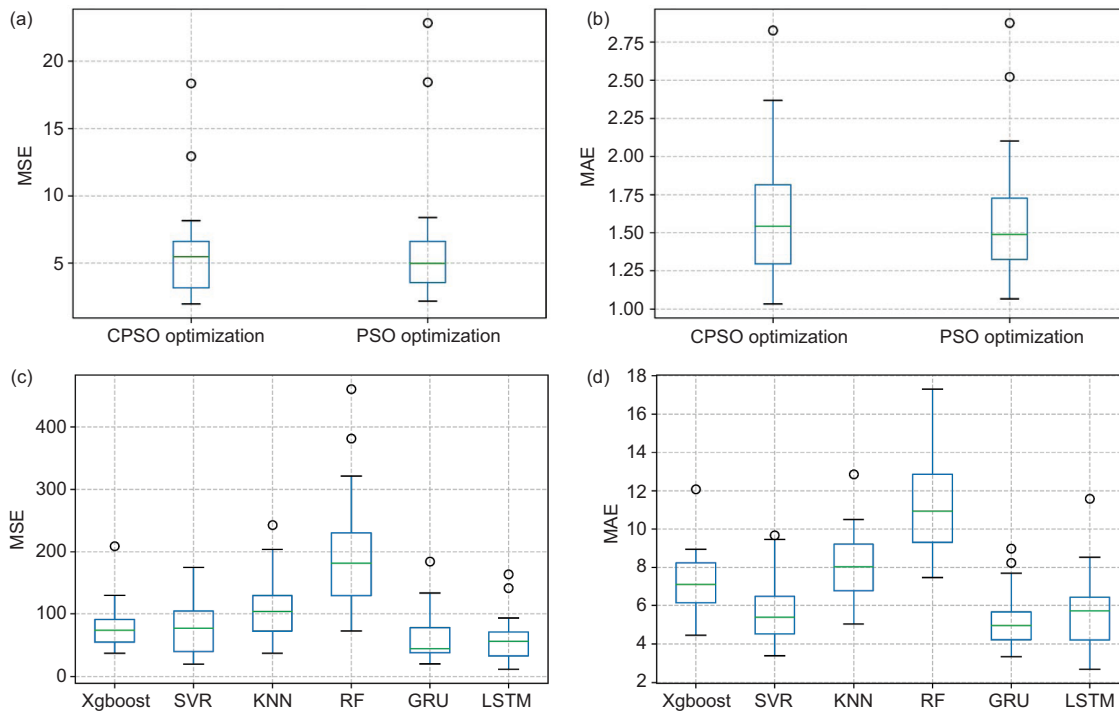 (a)
MSE
20
15
10
5
CPSO optimization PSO optimization
(b)
MAE
2.75
2.50
2.25
2.00
1.75
1.50
1.25
1.00
CPSO optimization PSO optimization
(c)
MSE
400
300
200
100
0
Xgboost SVR KNN RF GRU LSTM
(d)
MAE
18
16
14
12
10
8
6
4
2
Xgboost SVR KNN RF GRU LSTM